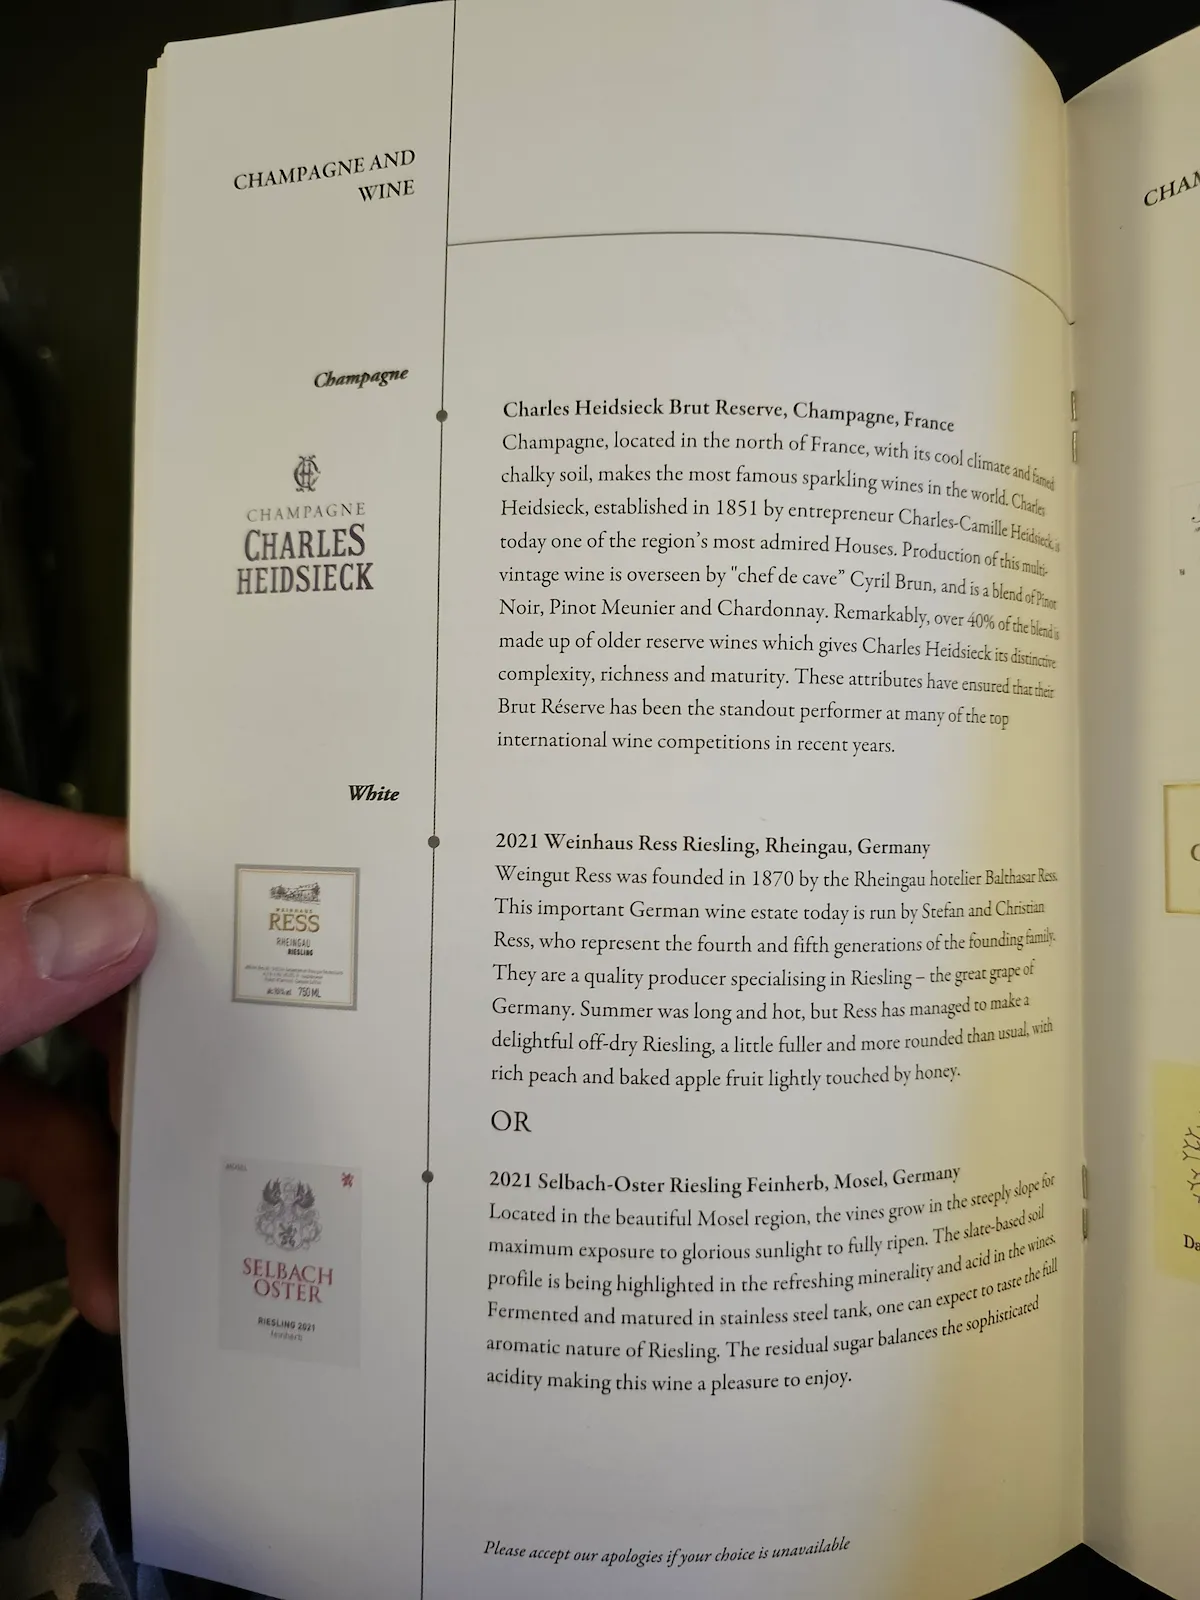 CHAMPAGNE AND
WINE
Champagne
CHAMPAGNE
CHARLES
HEIDSIECK
Charles Heidsieck Brut Reserve, Champagne, France
Champagne, located in the north of France, with its cool climate and famed
chalky soil, makes the most famous sparkling wines in the world. Charles
Heidsieck, established in 1851 by entrepreneur Charles-Camille Heidsieck, is
today one of the region's most admired Houses. Production of this multi-
vintage wine is overseen by "chef de cave" Cyril Brun, and is a blend of Pinot
Noir, Pinot Meunier and Chardonnay. Remarkably, over 40% of the blend is
made up of older reserve wines which gives Charles Heidsieck its distinctive
complexity, richness and maturity. These attributes have ensured that their
Brut Réserve has been the standout performer at many of the top
international wine competitions in recent years.
White
WEINHAUS
RESS
RHEINGAU
RIESLING
750 ML
2021 Weinhaus Ress Riesling, Rheingau, Germany
Weingut Ress was founded in 1870 by the Rheingau hotelier Balthasar Ress.
This important German wine estate today is run by Stefan and Christian
Ress, who represent the fourth and fifth generations of the founding family.
They are a quality producer specialising in Riesling – the great grape of
Germany. Summer was long and hot, but Ress has managed to make a
delightful off-dry Riesling, a little fuller and more rounded than usual, with
rich peach and baked apple fruit lightly touched by honey.
OR
MOSEL
SELBACH
OSTER
RIESLING 2021
feinherb
2021 Selbach-Oster Riesling Feinherb, Mosel, Germany
Located in the beautiful Mosel region, the vines grow in the steeply slope for
maximum exposure to glorious sunlight to fully ripen. The slate-based soil
profile is being highlighted in the refreshing minerality and acid in the wines.
Fermented and matured in stainless steel tank, one can expect to taste the full
aromatic nature of Riesling. The residual sugar balances the sophisticated
acidity making this wine a pleasure to enjoy.
Please accept our apologies if your choice is unavailable